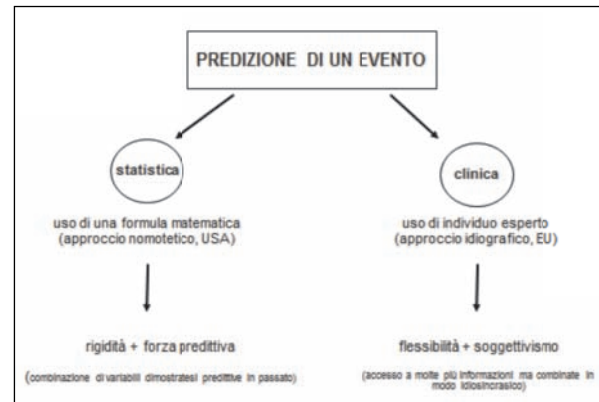 PREDIZIONE DI UN EVENTO
statistica
uso di una formula matematica
(approccio nomotetico, USA)
rigidità + forza predittiva
(combinazione di variabili dimostratesi predittive in passato)
clinica
uso di individuo esperto
(approccio idiografico, EU)
flessibilità + soggettivismo
(accesso a molte più informazioni ma combinate in
modo idiosincrasico)